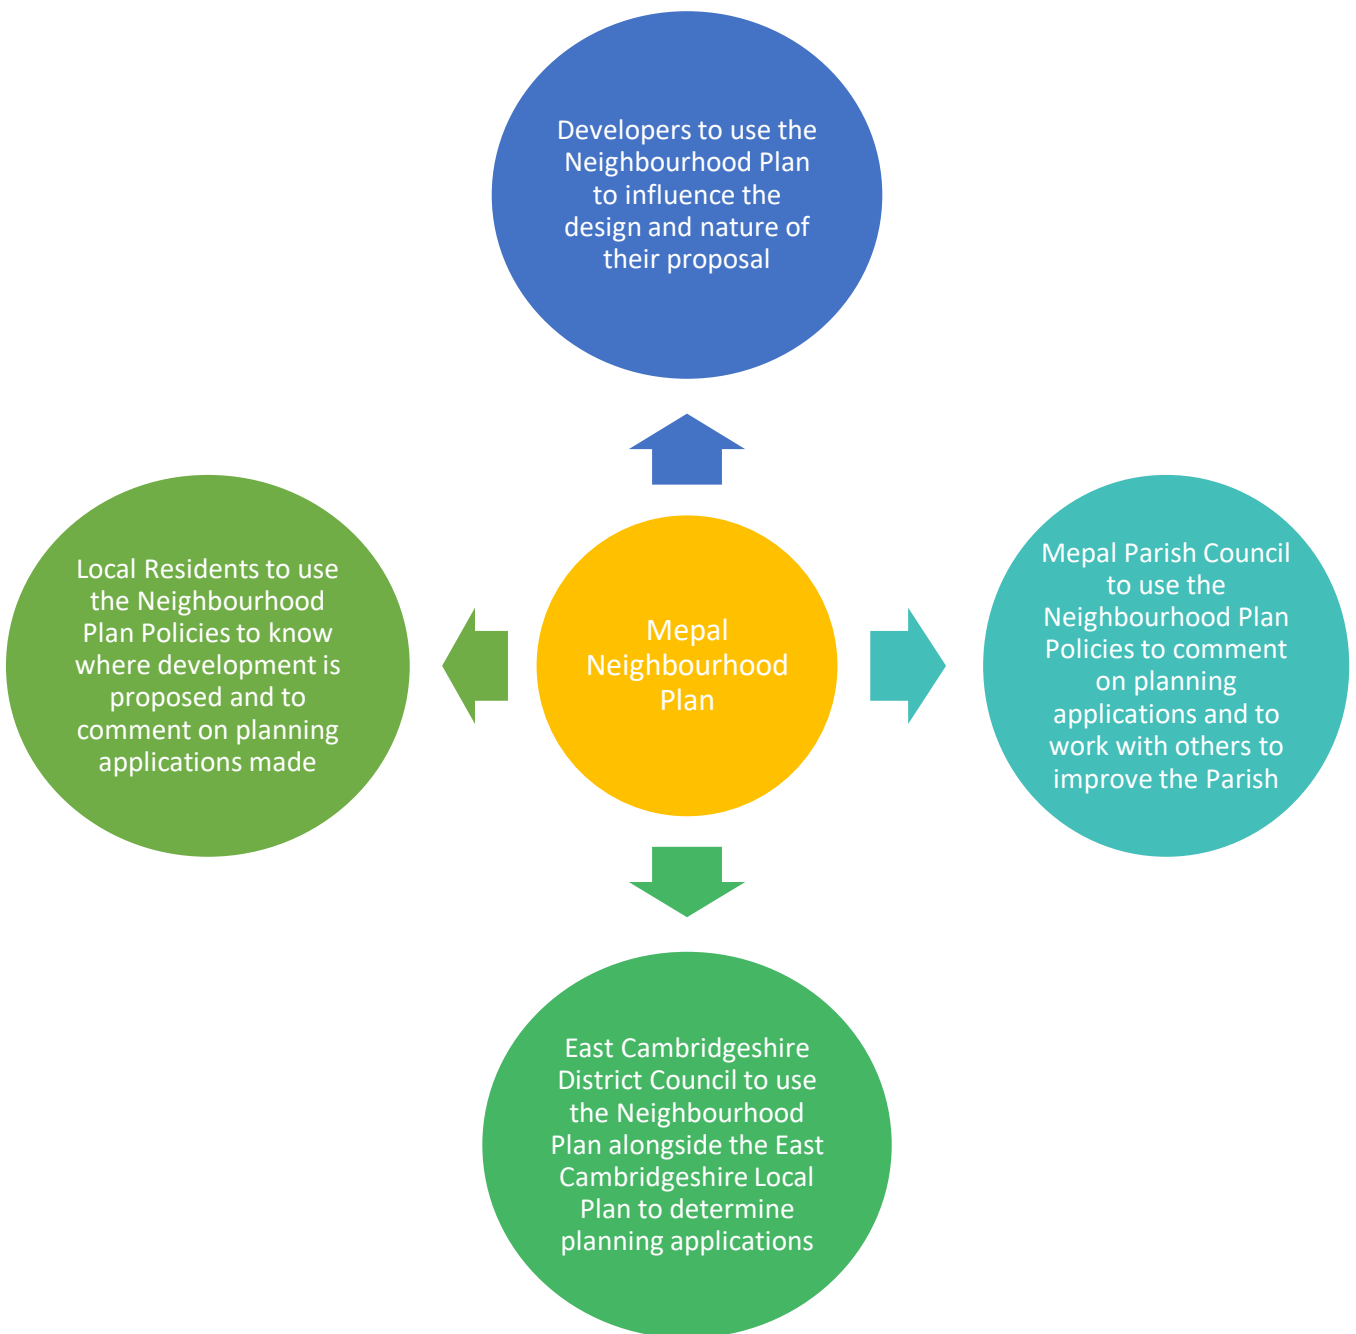 Developers to use the
Neighbourhood Plan
to influence the
design and nature of
their proposal
Local Residents to use
the Neighbourhood
Plan Policies to know
where development is
proposed and to
comment on planning
applications made
Mepal
Neighbourhood
Plan
Mepal Parish Council
to use the
Neighbourhood Plan
Policies to comment
on planning
applications and to
work with others to
improve the Parish
East Cambridgeshire
District Council to use
the Neighbourhood
Plan alongside the East
Cambridgeshire Local
Plan to determine
planning applications